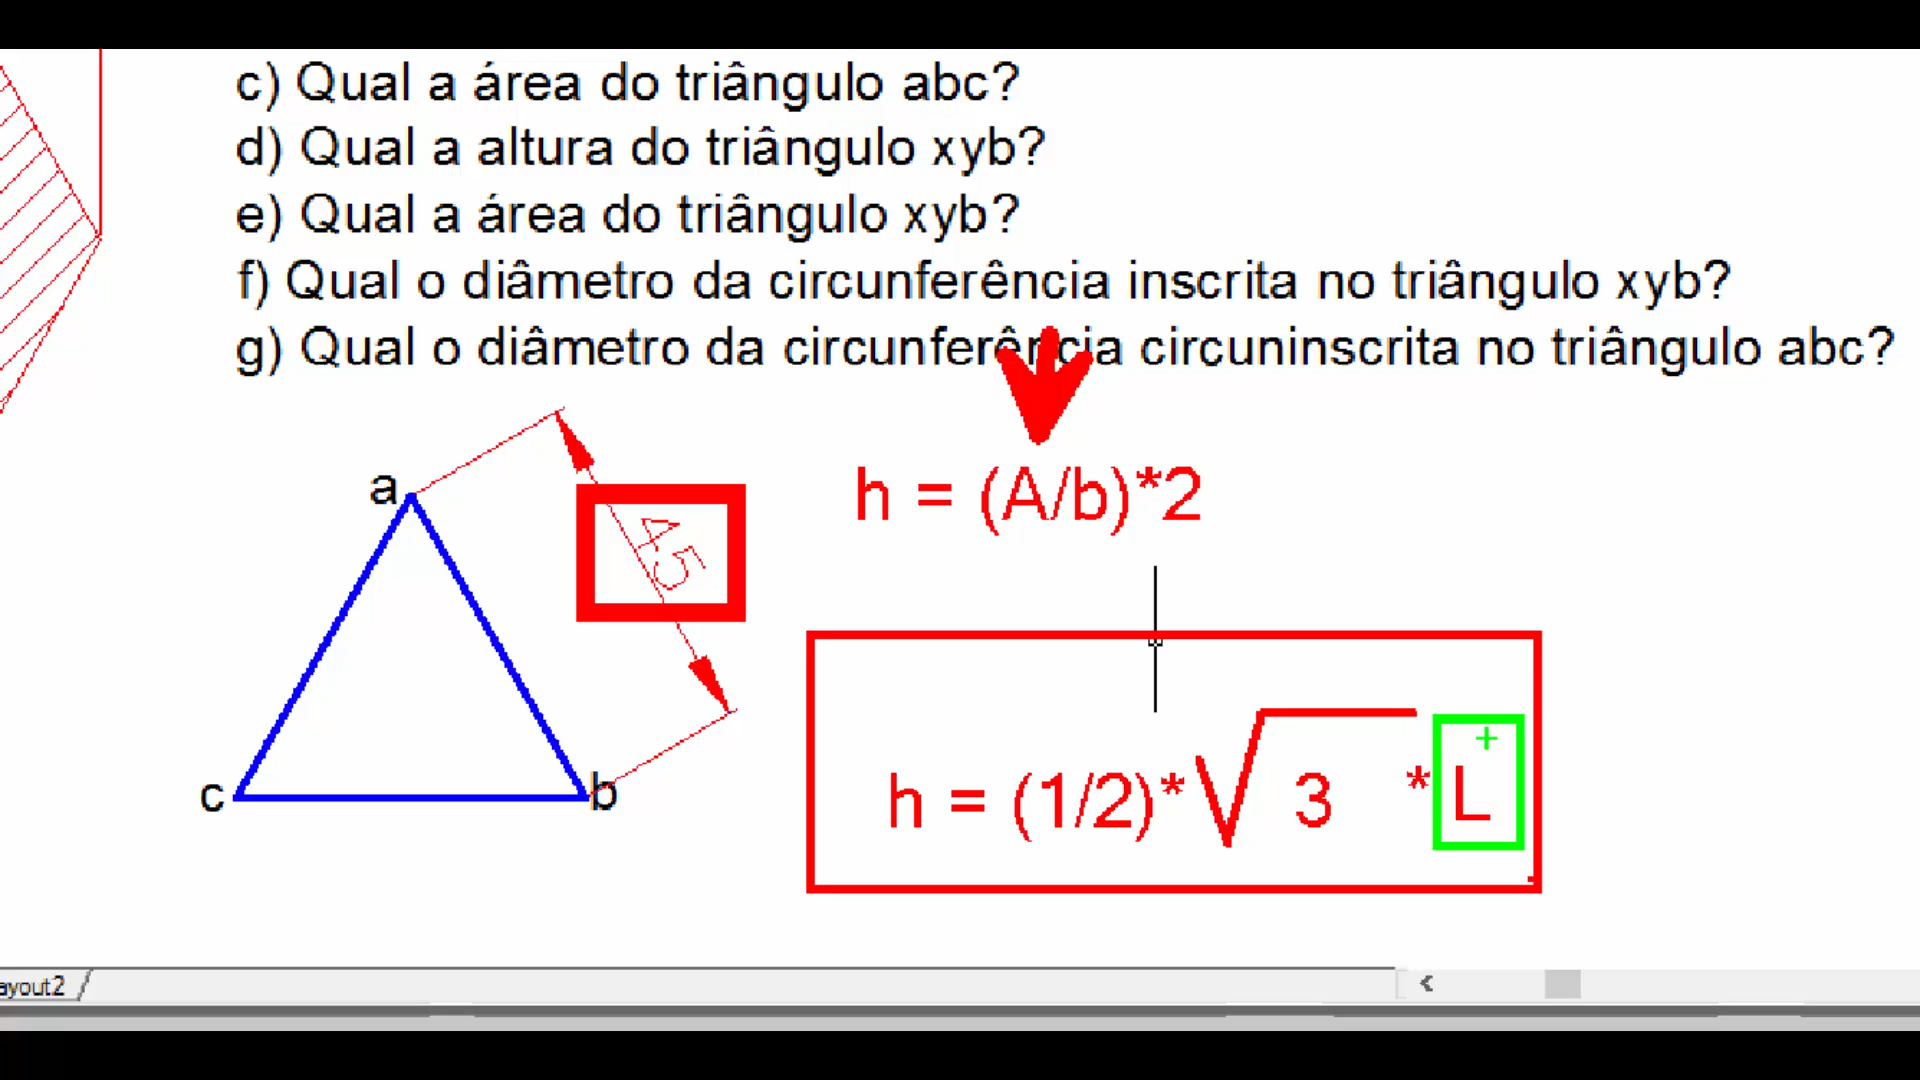 c) Qual a área do triângulo abc?
d) Qual a altura do triângulo xyb?
e) Qual a área do triângulo xyb?
f) Qual o diâmetro da circunferência inscrita no triângulo xyb?
g) Qual o diâmetro da circunferência circuninscrita no triângulo abc?
a
45
h = (A/b)*2
c
b
h = (1/2)*√3 *L
+
ayout2